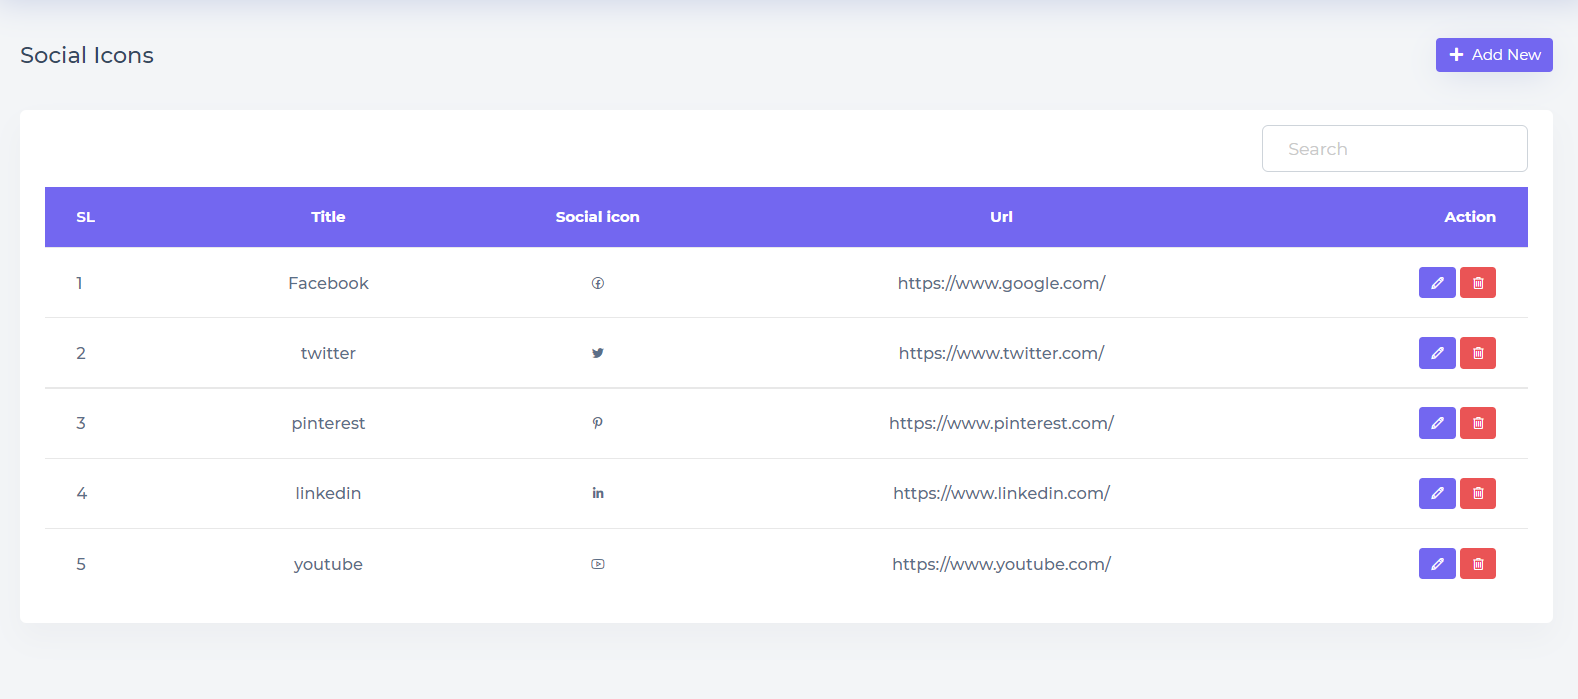 Social Icons
Add New
Search
SL Title Social icon Url Action
1 Facebook https://www.google.com/
2 twitter https://www.twitter.com/
3 pinterest https://www.pinterest.com/
4 linkedin https://www.linkedin.com/
5 youtube https://www.youtube.com/